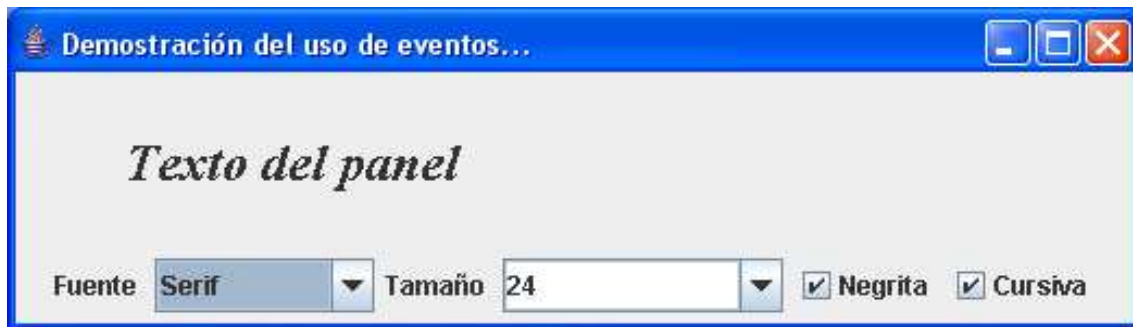 Demostración del uso de eventos...
Texto del panel
Fuente Serif Tamaño 24 Negrita Cursiva